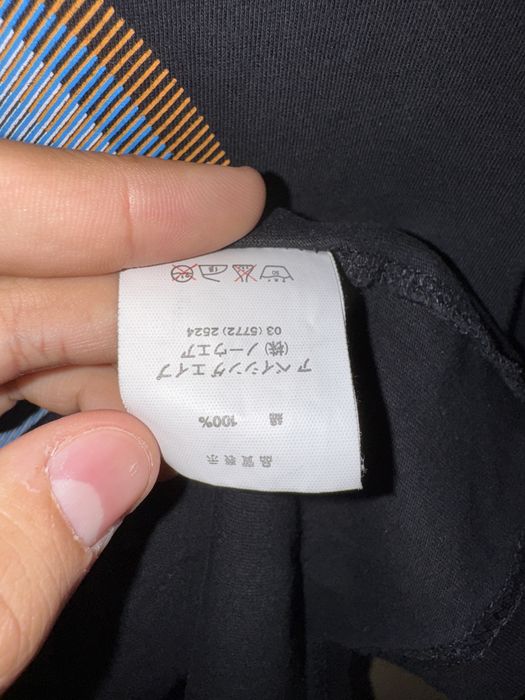 品質表示
綿 100%
アベイシングエイプ
(株)ノーウエア
03 (5772) 2524